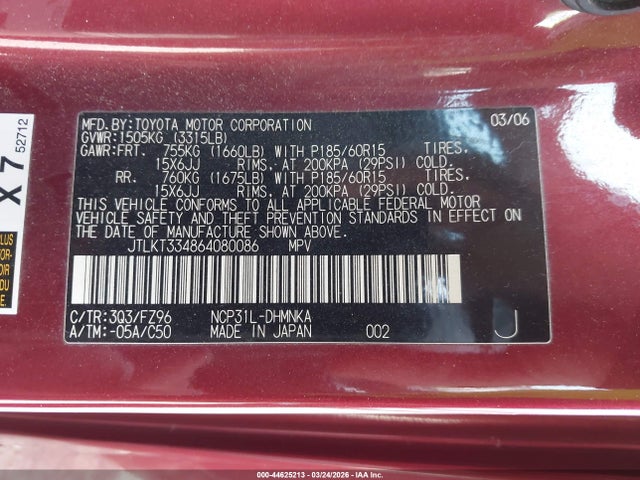 MFD. BY: TOYOTA MOTOR CORPORATION 03/06
GVWR: 1505KG (3315LB)
GAWR: FRT. 755KG (1660LB) WITH P185/60R15 TIRES.
15X6JJ RIMS. AT 200KPA (29PSI) COLD.
RR. 760KG (1675LB) WITH P185/60R15 TIRES.
15X6JJ RIMS. AT 200KPA (29PSI) COLD.
THIS VEHICLE CONFORMS TO ALL APPLICABLE FEDERAL MOTOR
VEHICLE SAFETY AND THEFT PREVENTION STANDARDS IN EFFECT ON
THE DATE OF MANUFACTURE SHOWN ABOVE.
JTLKT334864080086 MPV
C/TR: 3Q3/FZ96 NCP31L-DHMNKA
A/TM: -05A/C50 MADE IN JAPAN 002
J
X 7
52712
000-44625213 - 03/24/2026 - IAA Inc.